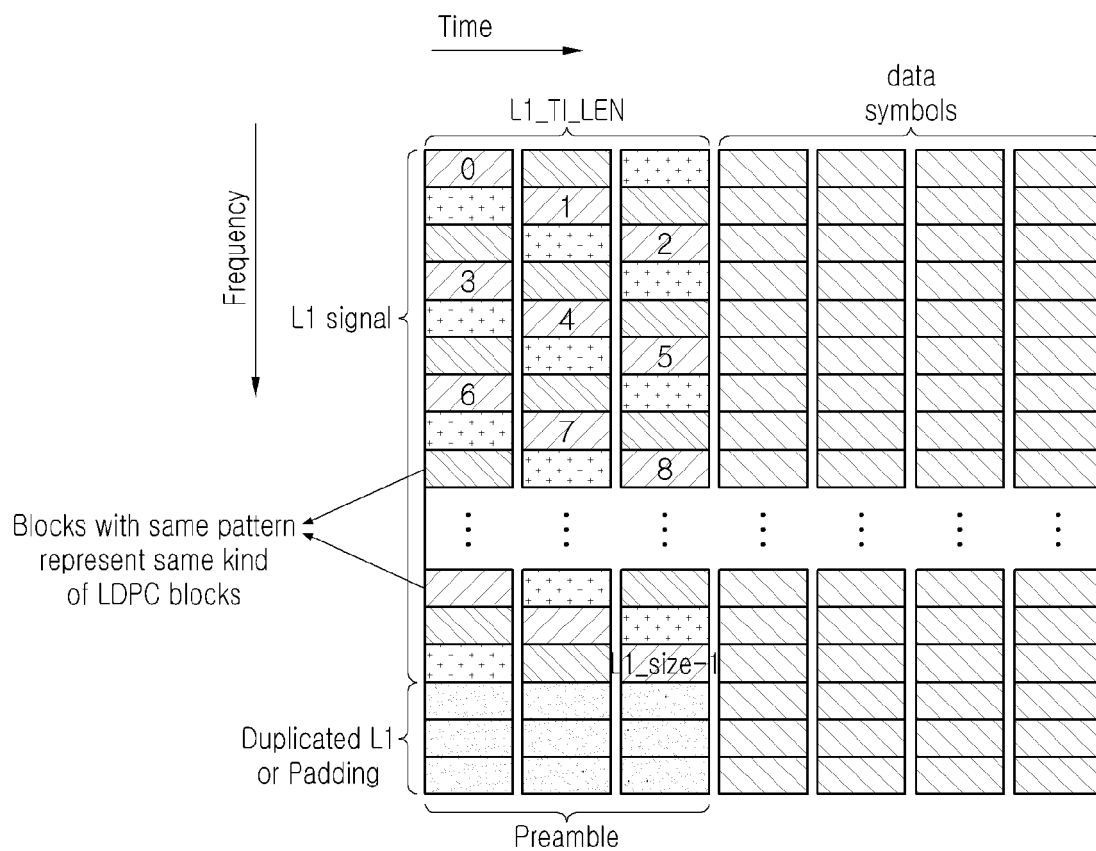 Time
data
symbols
L1_TI_LEN
Frequency
0
1
2
3
L1 signal
4
5
6
7
8
Blocks with same pattern
represent same kind
of LDPC blocks
L1_size-1
Duplicated L1
or Padding
Preamble